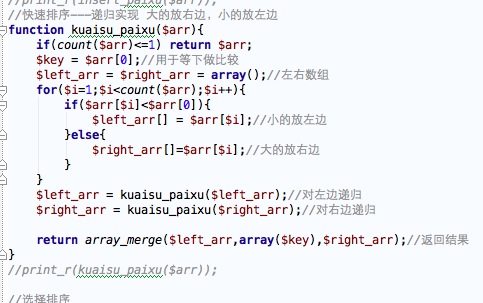 //print_r(insert_paixu($arr));
//快速排序———递归实现 大的放右边，小的放左边
function kuaisu_paixu($arr){
    if(count($arr)<=1) return $arr;
    $key = $arr[0];//用于等下做比较
    $left_arr = $right_arr = array();//左右数组
    for($i=1;$i<count($arr);$i++){
        if($arr[$i]<$arr[0]){
            $left_arr[] = $arr[$i];//小的放左边
        }else{
            $right_arr[]=$arr[$i];//大的放右边
        }
    }
    $left_arr = kuaisu_paixu($left_arr);//对左边递归
    $right_arr = kuaisu_paixu($right_arr);//对右边递归
    return array_merge($left_arr,array($key),$right_arr);//返回结果
}
//print_r(kuaisu_paixu($arr));
//选择排序